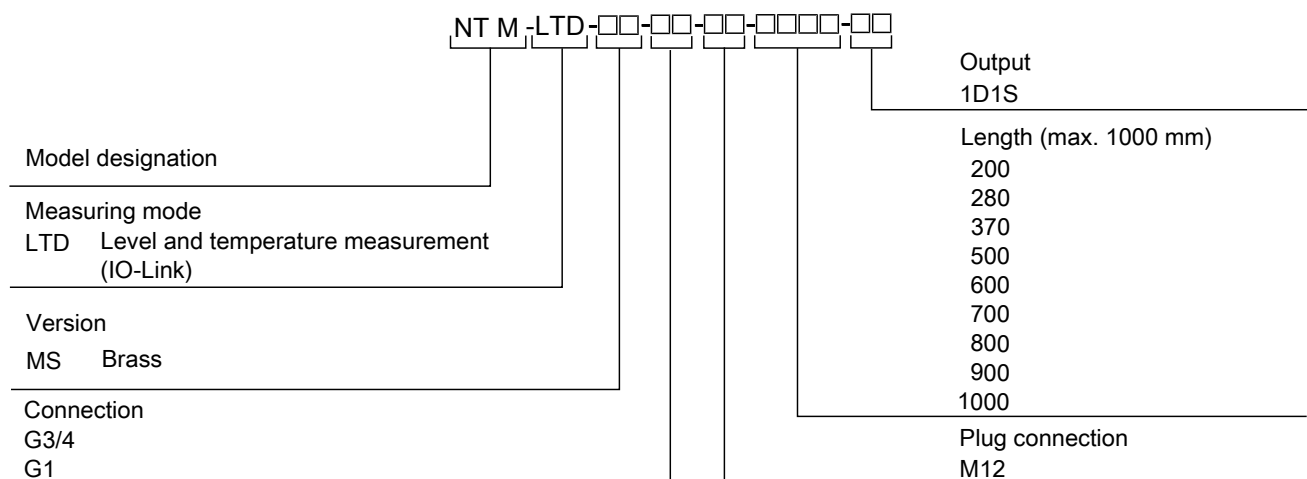 NT M -LTD-□□-□□-□□-□□□□-□□
Model designation
Measuring mode
LTD Level and temperature measurement
(IO-Link)
Version
MS Brass
Connection
G3/4
G1
Output
1D1S
Length (max. 1000 mm)
200
280
370
500
600
700
800
900
1000
Plug connection
M12